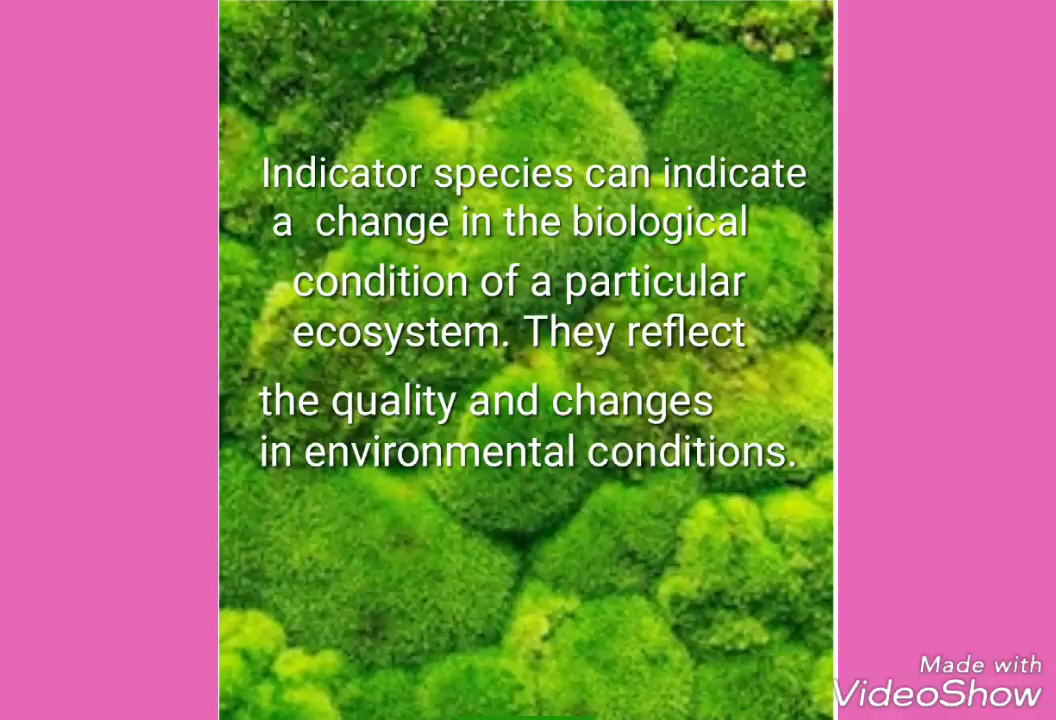 Indicator species can indicate
a change in the biological
condition of a particular
ecosystem. They reflect
the quality and changes
in environmental conditions.
Made with
VideoShow